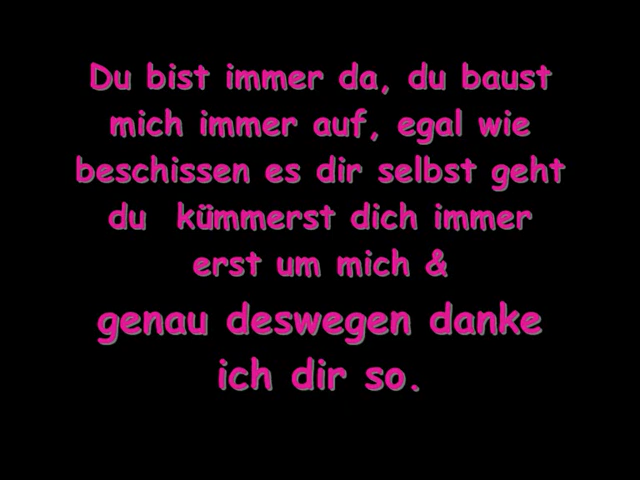 Du bist immer da, du baust
mich immer auf, egal wie
beschissen es dir selbst geht
du kümmerst dich immer
erst um mich &
genau deswegen danke
ich dir so.